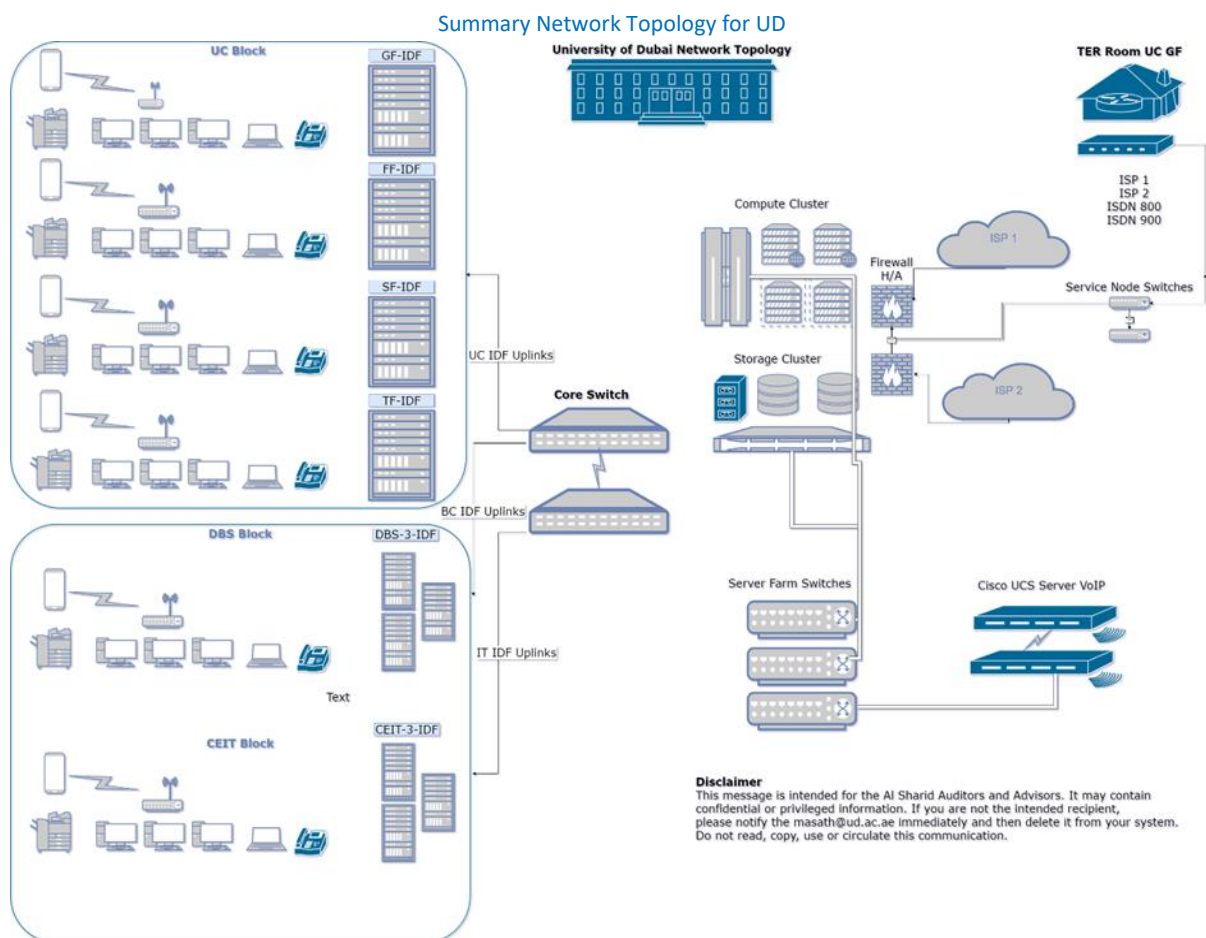 Summary Network Topology for UD
UC Block
GF-IDF
FF-IDF
SF-IDF
TF-IDF
UC IDF Uplinks
BC IDF Uplinks
IT IDF Uplinks
DBS Block
DBS-3-IDF
Text
CEIT Block
CEIT-3-IDF
Core Switch
University of Dubai Network Topology
TER Room UC GF
ISP 1
ISP 2
ISDN 800
ISDN 900
Compute Cluster
Firewall
H/A
ISP 1
Service Node Switches
ISP 2
Storage Cluster
Server Farm Switches
Cisco UCS Server VoIP
Disclaimer
This message is intended for the Al Sharid Auditors and Advisors. It may contain
confidential or privileged information. If you are not the intended recipient,
please notify the masath@ud.ac.ae immediately and then delete it from your system.
Do not read, copy, use or circulate this communication.